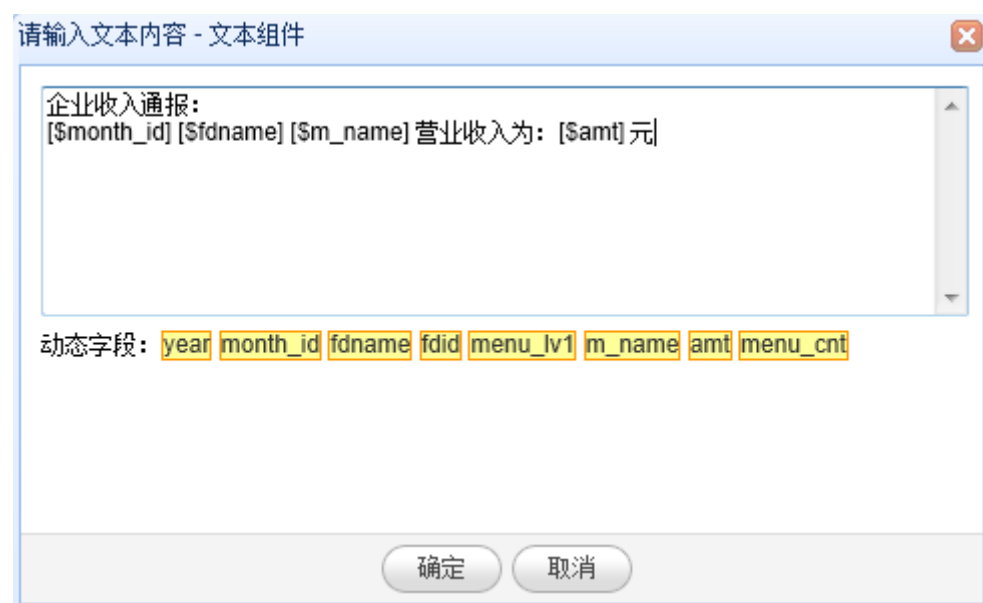 请输入文本内容 - 文本组件
企业收入通报：
[$month_id] [$fdname] [$m_name] 营业收入为：[$amt] 元
动态字段：year month_id fdname fdid menu_lv1 m_name amt menu_cnt
确定 取消